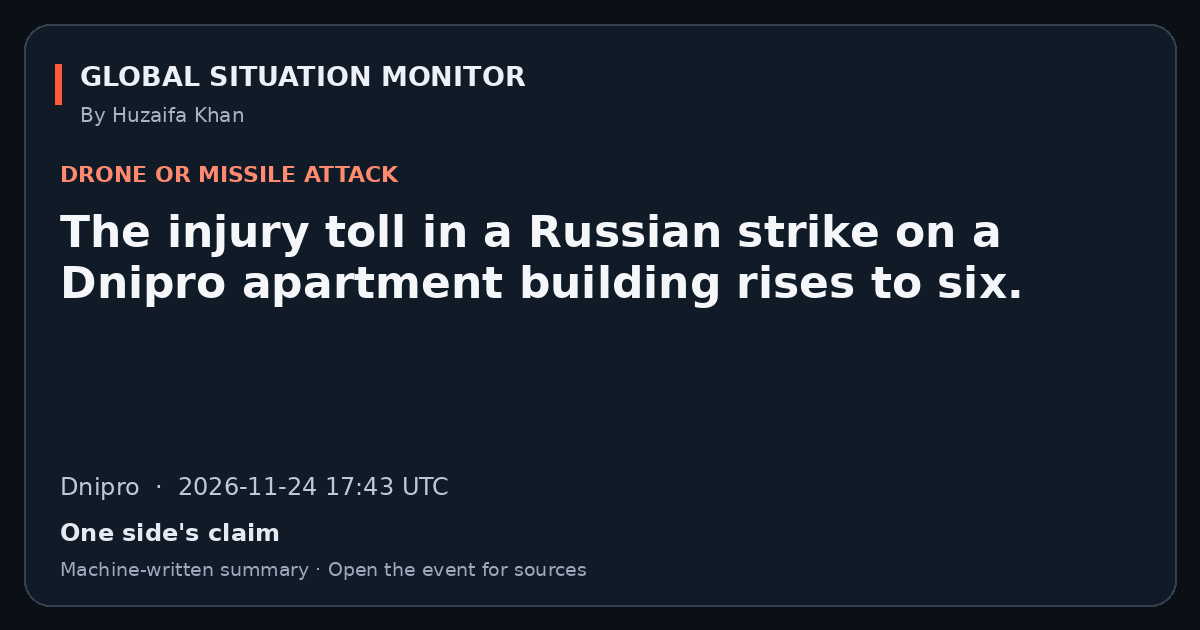 GLOBAL SITUATION MONITOR
By Huzaifa Khan
DRONE OR MISSILE ATTACK
The injury toll in a Russian strike on a
Dnipro apartment building rises to six.
Dnipro · 2026-11-24 17:43 UTC
One side's claim
Machine-written summary · Open the event for sources